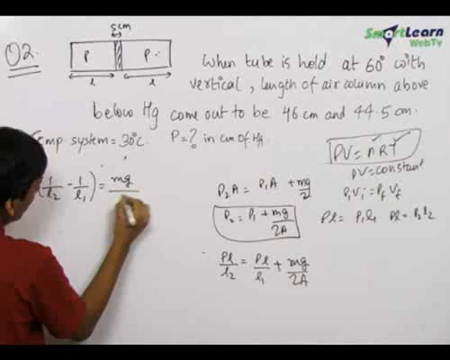 SmartLearn
WebTv
Q2.
5cm
P P
l l
When tube is held at 60° with
vertical, length of air column above
below Hg come out to be 46 cm and 44.5 cm.
Temp system = 30°C. P=? in cm of Hg
PV = nRT
PV = constant
PiVi = PfVf
P2A = P1A + mg/2
P2 = P1 + mg/2A
Pl = P1l1 Pl = P2l2
(1/l2 - 1/l1) = mg
Pl/l2 = Pl/l1 + mg/2A